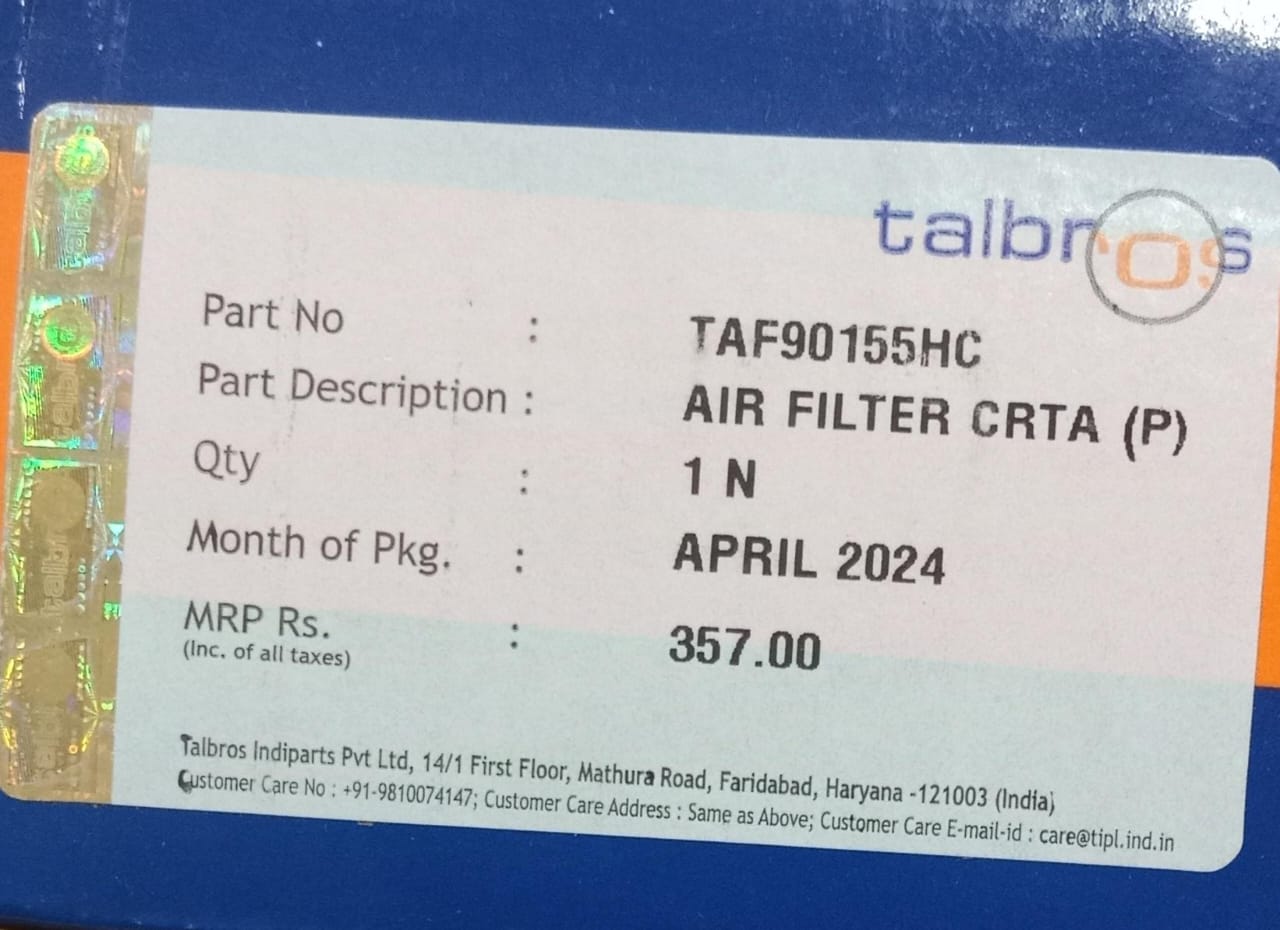 talbros
Part No : TAF90155HC
Part Description : AIR FILTER CRTA (P)
Qty : 1 N
Month of Pkg. : APRIL 2024
MRP Rs. : 357.00
(Inc. of all taxes)
Talbros Indiparts Pvt Ltd, 14/1 First Floor, Mathura Road, Faridabad, Haryana -121003 (India)
Customer Care No : +91-9810074147; Customer Care Address : Same as Above; Customer Care E-mail-id : care@tipl.ind.in